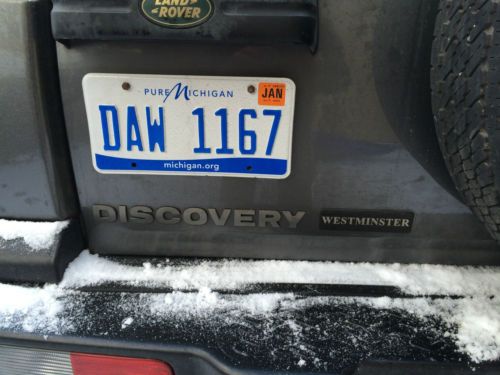 LAND
ROVER
PURE MICHIGAN
JAN
DAW 1167
michigan.org
DISCOVERY
WESTMINSTER